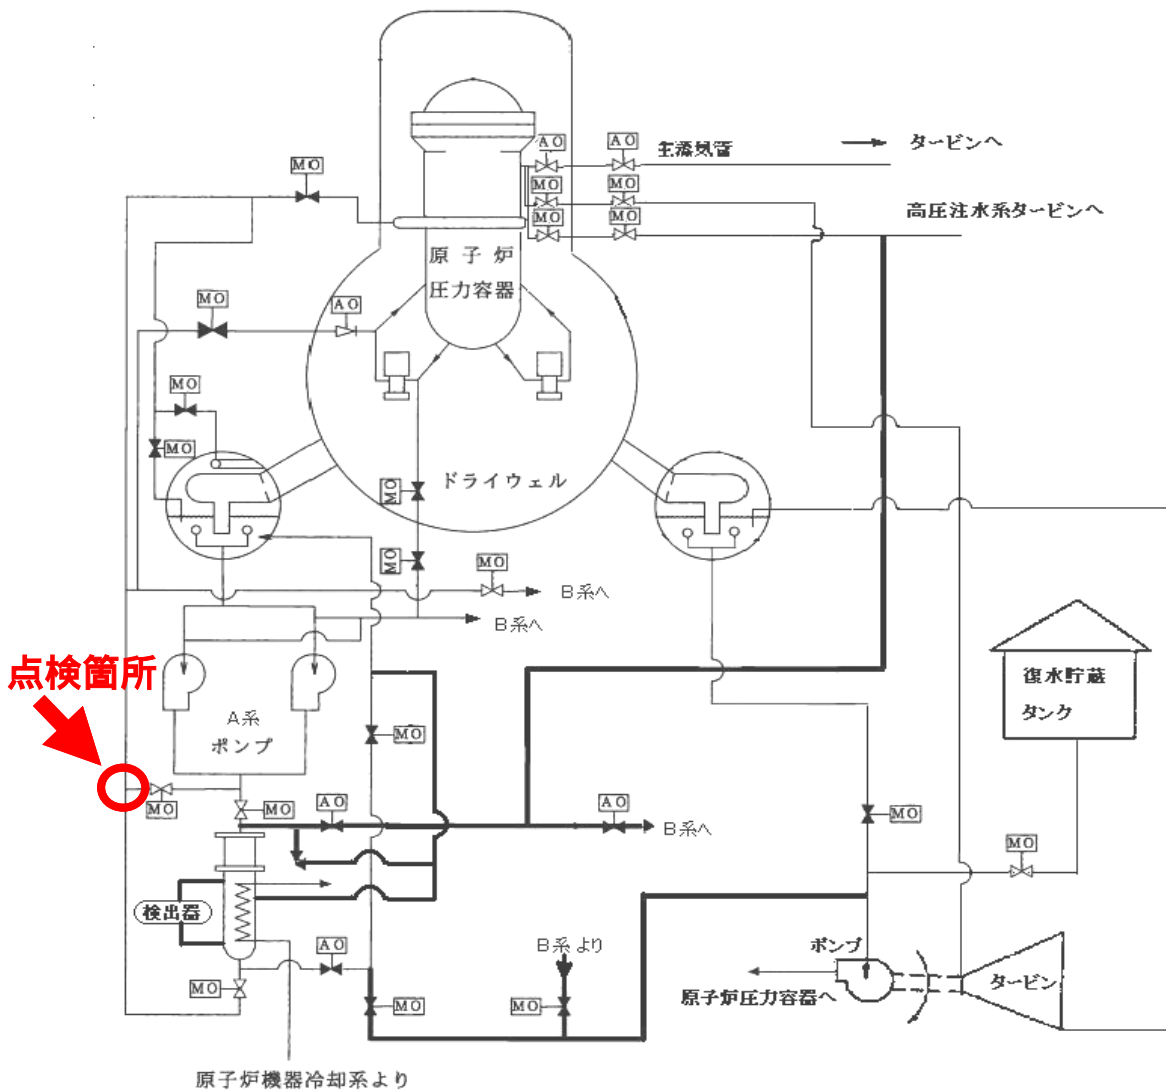 AO
AO
主蒸気管
タービンへ
MO
MO
MO
MO
MO
高圧注水系タービンへ
原子炉
圧力容器
MO
AO
MO
MO
ドライウェル
MO
MO
MO
B系へ
B系へ
点検箇所
復水貯蔵
タンク
A系
ポンプ
MO
MO
MO
AO
AO
MO
B系へ
MO
検出器
AO
B系より
ポンプ
MO
MO
MO
原子炉圧力容器へ
タービン
原子炉機器冷却系より